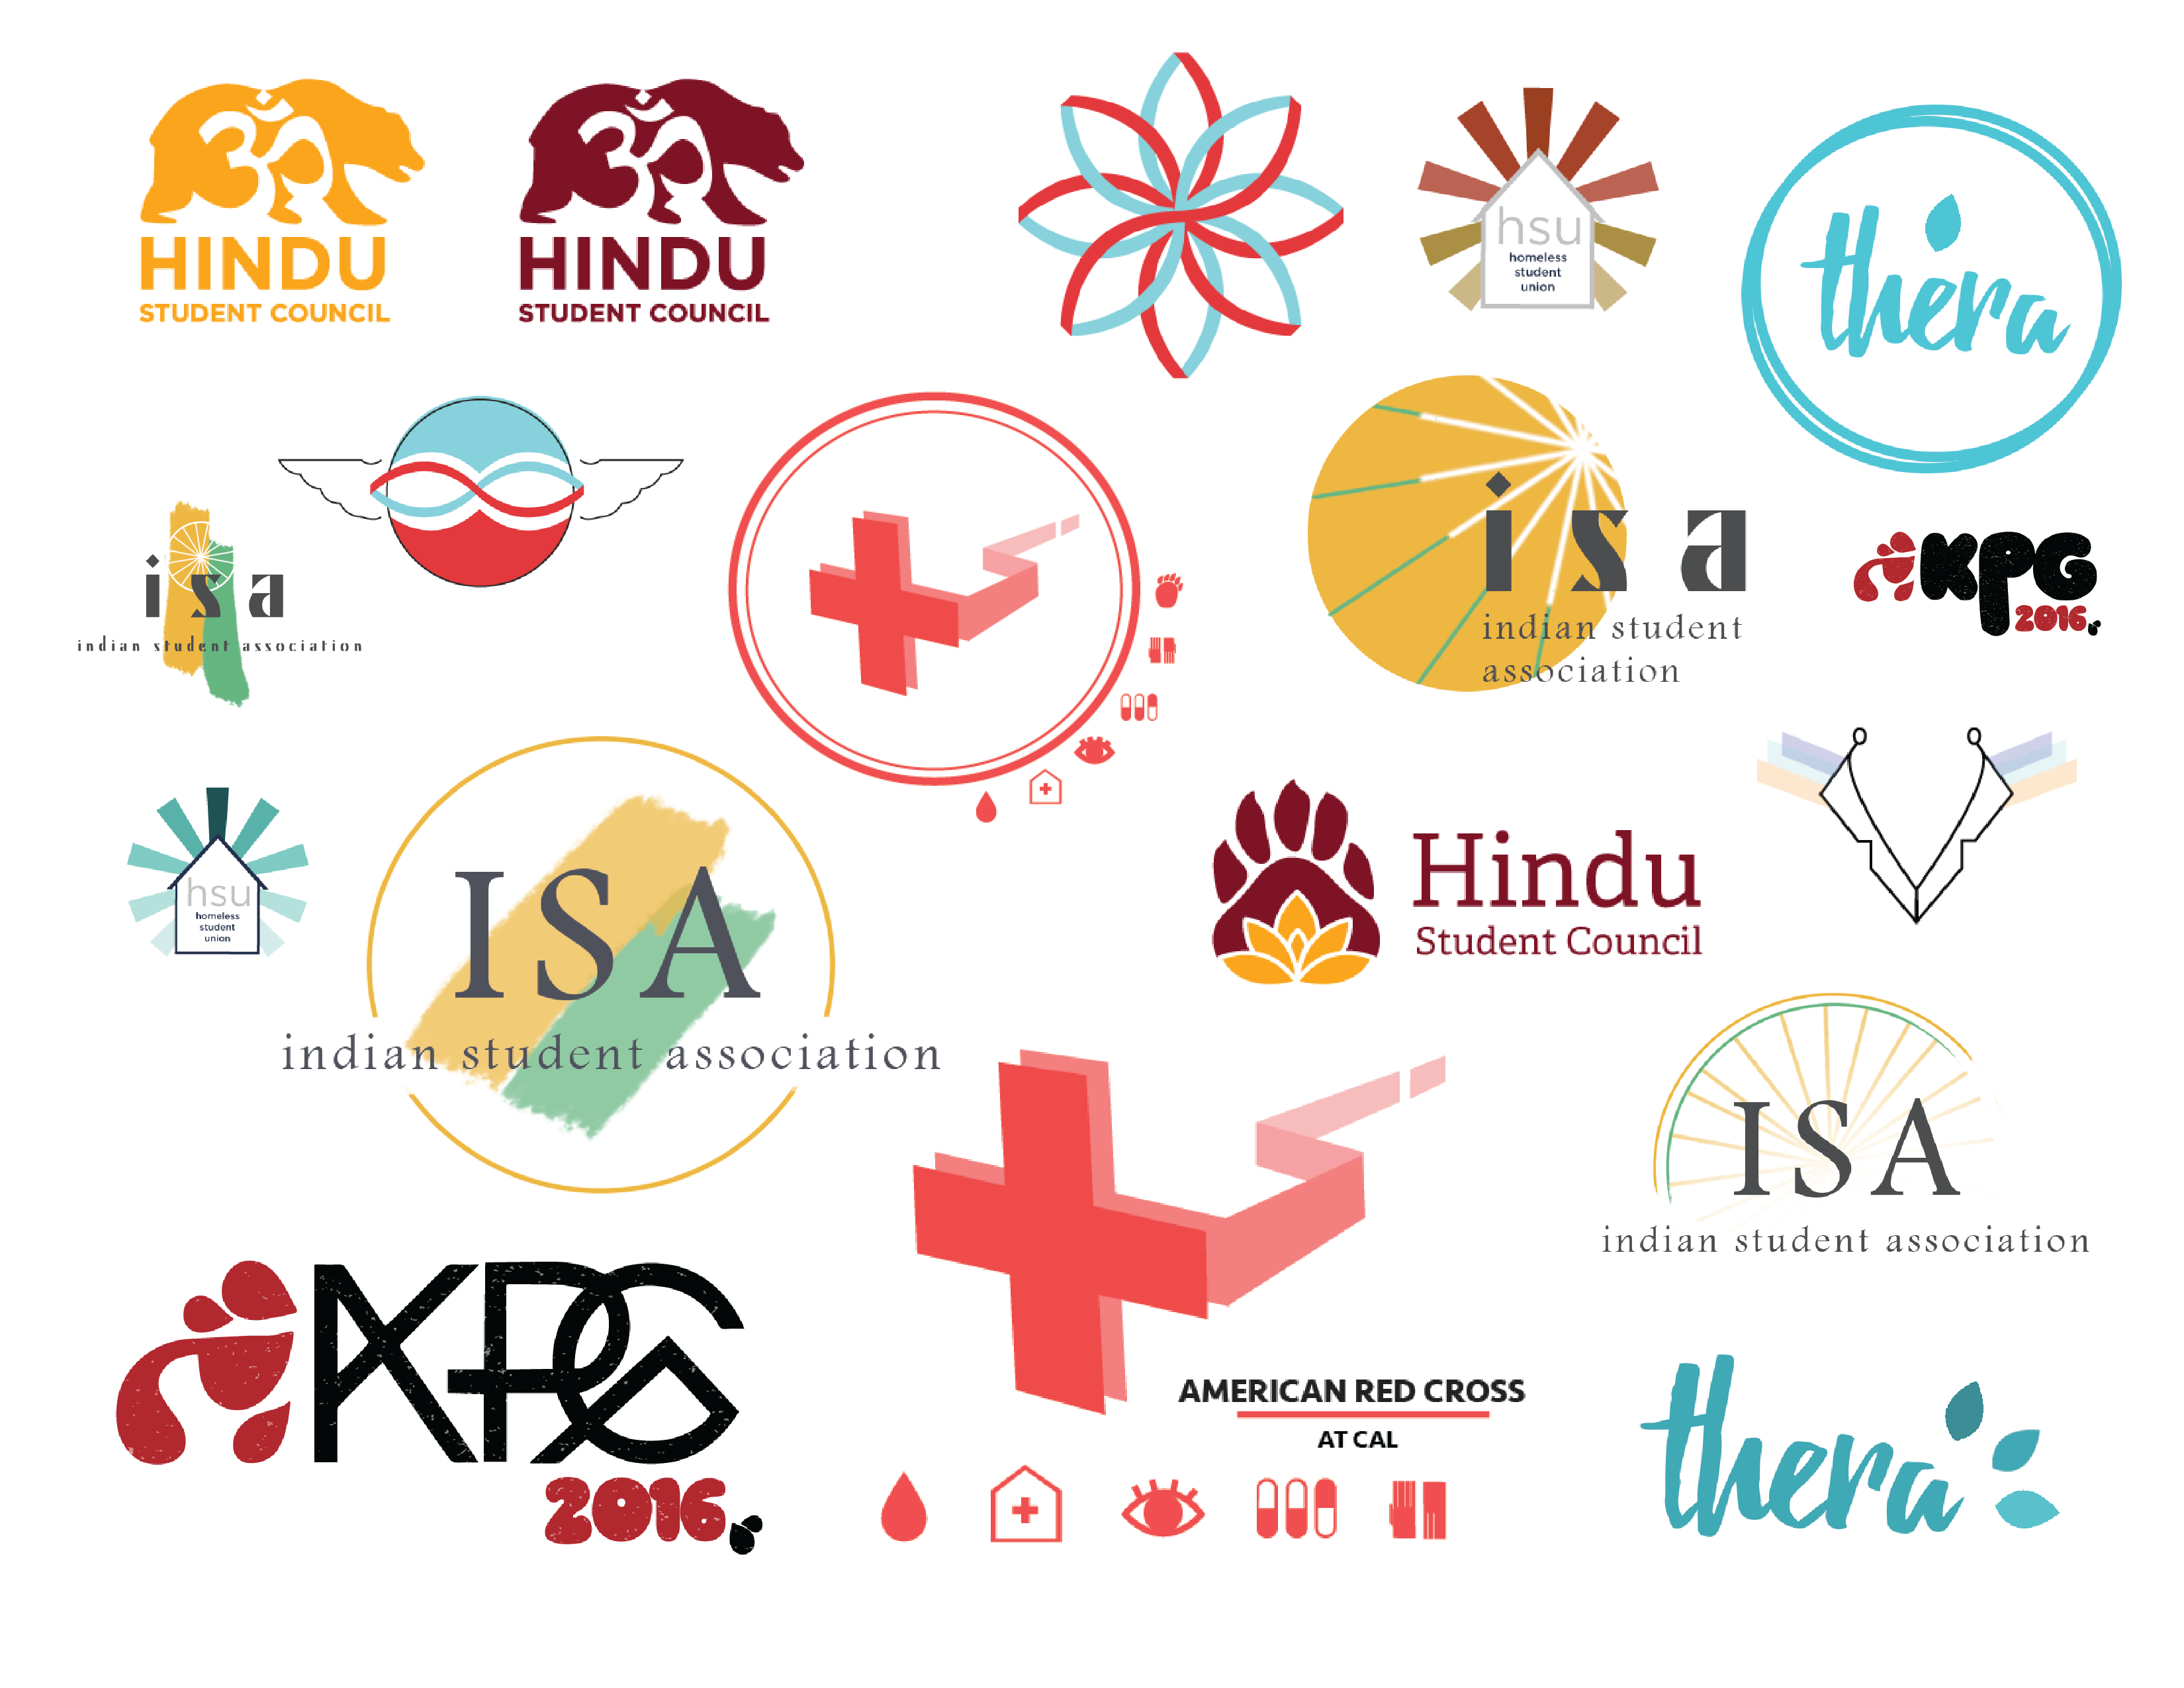 HINDU
STUDENT COUNCIL
HINDU
STUDENT COUNCIL
hsu
homeless
student
union
thera
isa
indian student association
isa
indian student
association
KPG
2016
hsu
homeless
student
union
ISA
indian student association
Hindu
Student Council
ISA
indian student association
KPG
2016
AMERICAN RED CROSS
AT CAL
thera